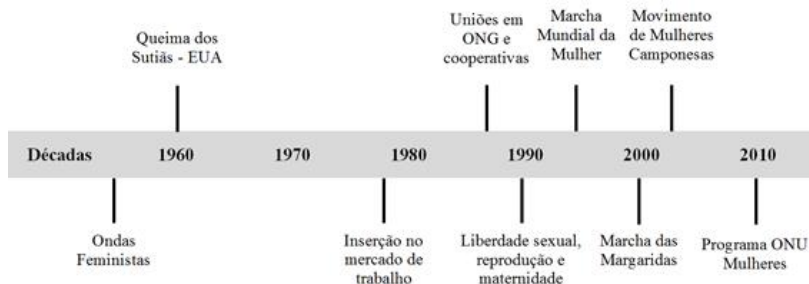 Queima dos
Sutiãs - EUA
Uniões em
ONG e
cooperativas
Marcha
Mundial da
Mulher
Movimento
de Mulheres
Camponesas
Décadas 1960 1970 1980 1990 2000 2010
Ondas
Feministas
Inserção no
mercado de
trabalho
Liberdade sexual,
reprodução e
maternidade
Marcha das
Margaridas
Programa ONU
Mulheres